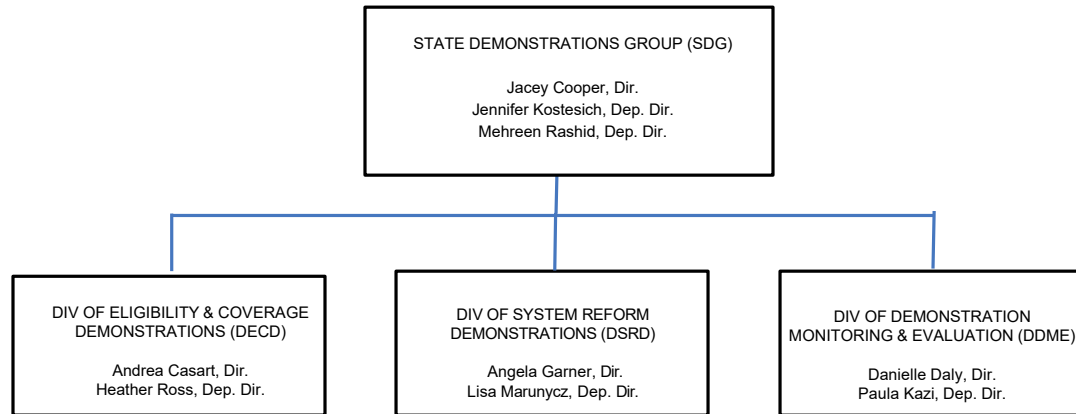 STATE DEMONSTRATIONS GROUP (SDG)
Jacey Cooper, Dir.
Jennifer Kostesich, Dep. Dir.
Mehreen Rashid, Dep. Dir.
DIV OF ELIGIBILITY & COVERAGE
DEMONSTRATIONS (DECD)
Andrea Casart, Dir.
Heather Ross, Dep. Dir.
DIV OF SYSTEM REFORM
DEMONSTRATIONS (DSRD)
Angela Garner, Dir.
Lisa Marunycz, Dep. Dir.
DIV OF DEMONSTRATION
MONITORING & EVALUATION (DDME)
Danielle Daly, Dir.
Paula Kazi, Dep. Dir.